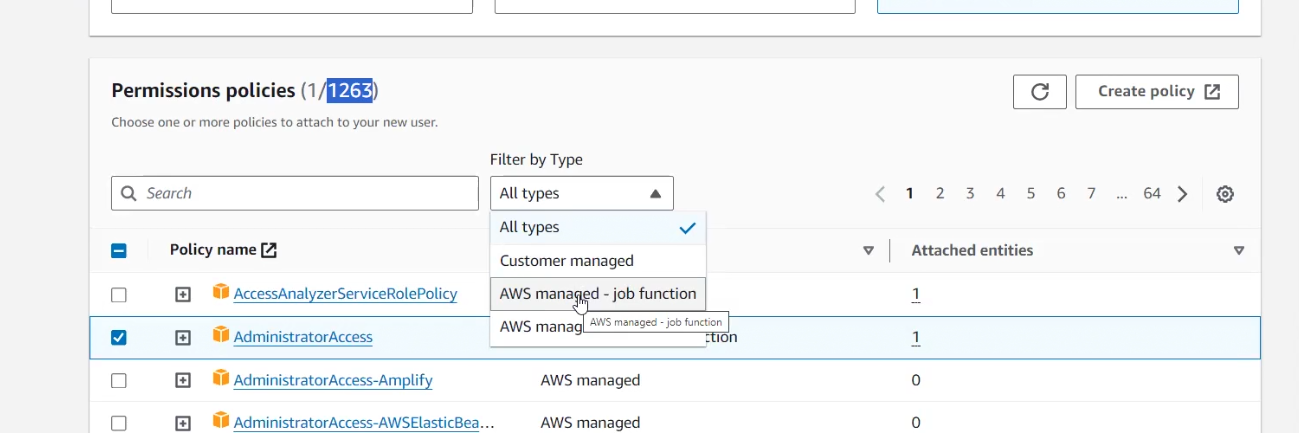 Permissions policies (1/1263)
Create policy
Choose one or more policies to attach to your new user.
Filter by Type
Search
All types
1 2 3 4 5 6 7 ... 64
All types
Customer managed
AWS managed - job function
AWS managed - job function
AWS manag
Policy name
Attached entities
AccessAnalyzerServiceRolePolicy
1
AdministratorAccess
ction
1
AdministratorAccess-Amplify
AWS managed
0
AdministratorAccess-AWSElasticBea...
AWS managed
0